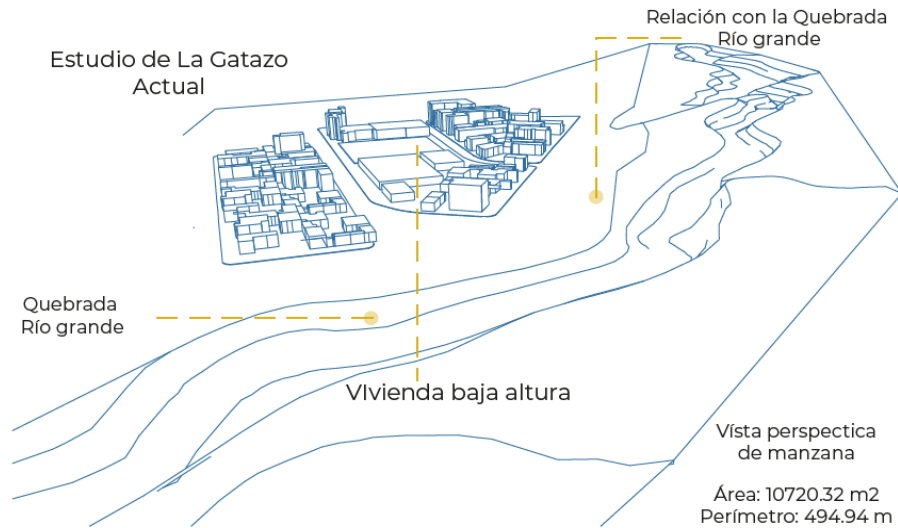 Relación con la Quebrada
Río grande
Estudio de La Gatazo
Actual
Quebrada
Río grande
VIvienda baja altura
Vísta perspectica
de manzana
Área: 10720.32 m2
Perímetro: 494.94 m